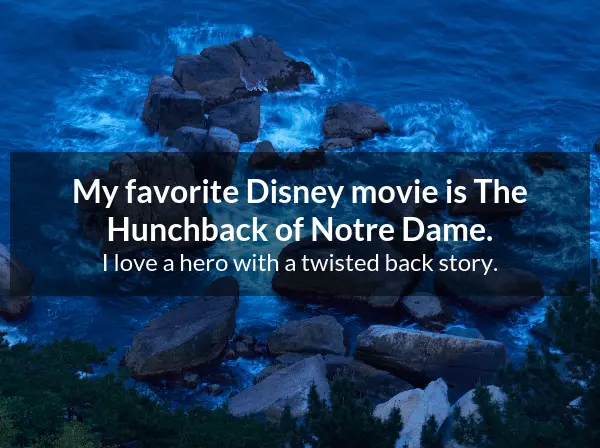 My favorite Disney movie is The
Hunchback of Notre Dame.
I love a hero with a twisted back story.